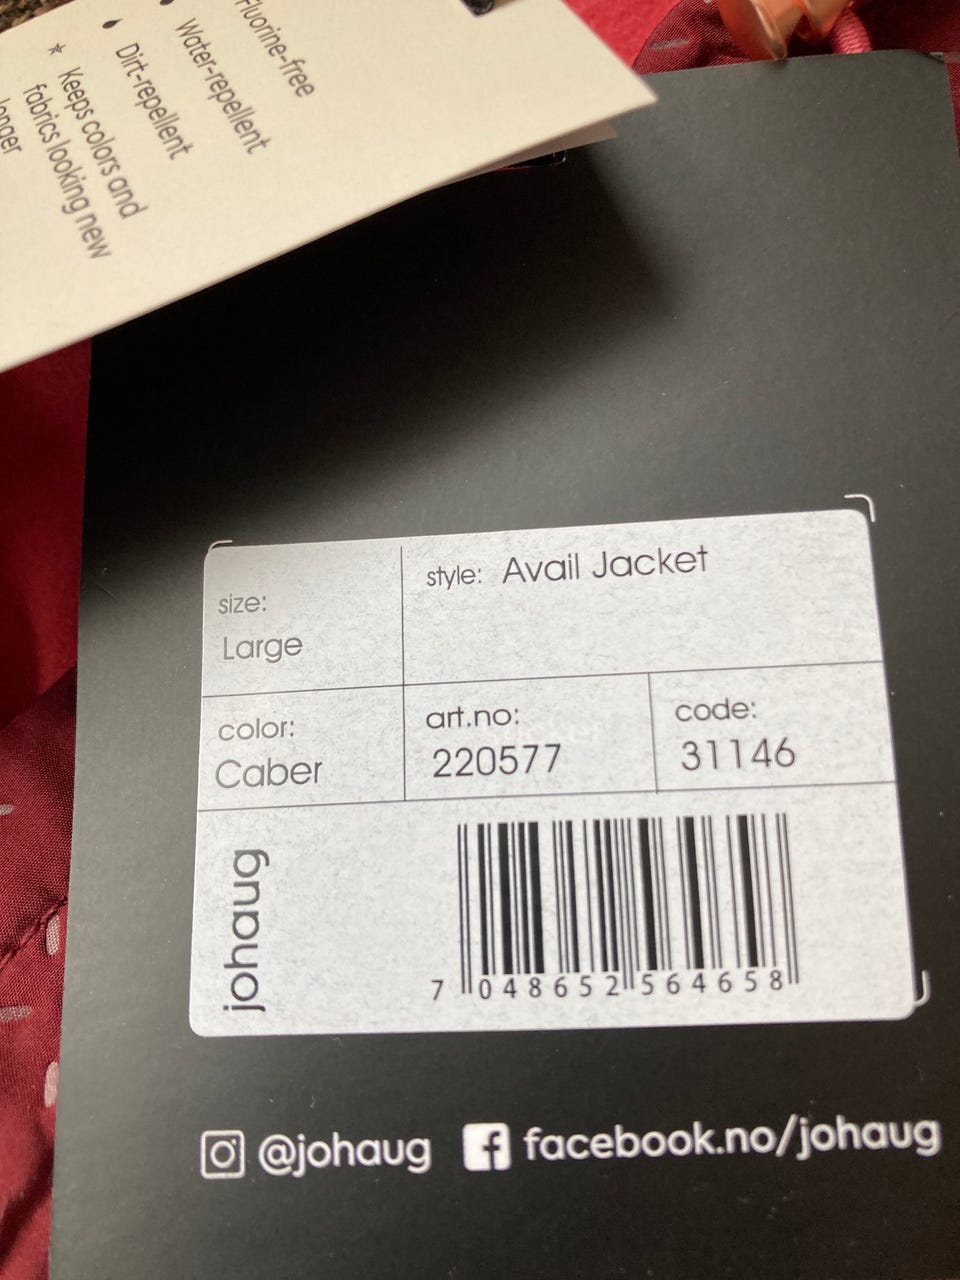 Fluorine-free
Water-repellent
Dirt-repellent
Keeps colors and
fabrics looking new
longer
size:
Large
style: Avail Jacket
color:
Caber
art.no:
220577
code:
31146
johaug
7 048652 564658
@johaug
facebook.no/johaug